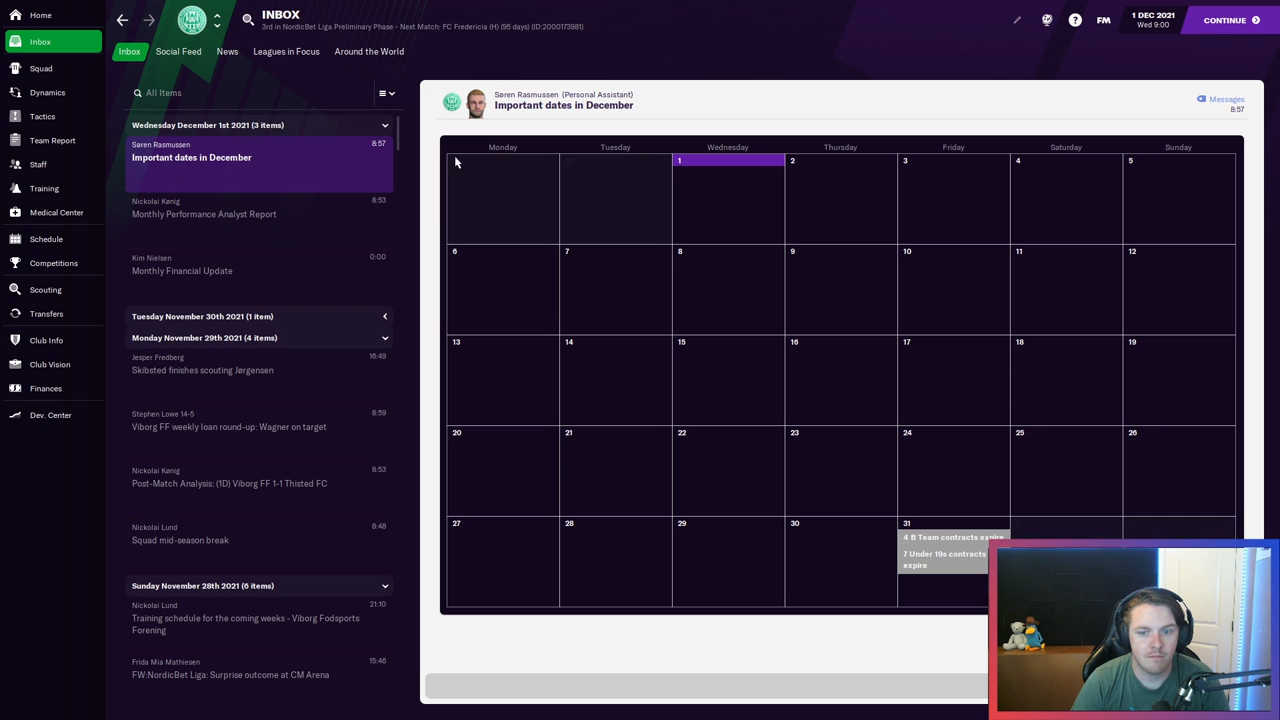 Home
Inbox
Squad
Dynamics
Tactics
Team Report
Staff
Training
Medical Center
Schedule
Competitions
Scouting
Transfers
Club Info
Club Vision
Finances
Dev. Center
INBOX
3rd in NordicBet Liga Preliminary Phase - Next Match: FC Fredericia (H) (95 days) (ID:2000173981)
?
FM
1 DEC 2021
Wed 9:00
CONTINUE
Inbox
Social Feed
News
Leagues in Focus
Around the World
All Items
Wednesday December 1st 2021 (3 items)
Søren Rasmussen 8:57
Important dates in December
Nickolai Kønig 8:53
Monthly Performance Analyst Report
Kim Nielsen 0:00
Monthly Financial Update
Tuesday November 30th 2021 (1 item)
Monday November 29th 2021 (4 items)
Jesper Fredberg 16:49
Skibsted finishes scouting Jørgensen
Stephen Lowe 14-5 8:59
Viborg FF weekly loan round-up: Wagner on target
Nickolai Kønig 8:53
Post-Match Analysis: (1D) Viborg FF 1-1 Thisted FC
Nickolai Lund 8:48
Squad mid-season break
Sunday November 28th 2021 (6 items)
Nickolai Lund 21:10
Training schedule for the coming weeks - Viborg Fodsports
Forening
Frida Mia Mathiesen 15:46
FW:NordicBet Liga: Surprise outcome at CM Arena
Søren Rasmussen (Personal Assistant)
Important dates in December
Messages
8:57
Monday Tuesday Wednesday Thursday Friday Saturday Sunday
1 2 3 4 5
6 7 8 9 10 11 12
13 14 15 16 17 18 19
20 21 22 23 24 25 26
27 28 29 30 31
4 B Team contracts expire
7 Under 19s contracts
expire